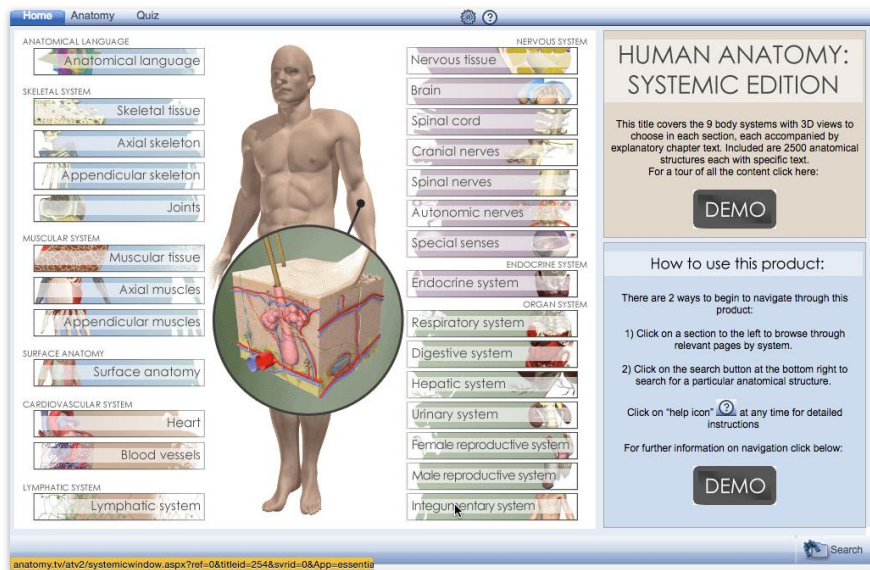 Home Anatomy Quiz
ANATOMICAL LANGUAGE
Anatomical language
SKELETAL SYSTEM
Skeletal tissue
Axial skeleton
Appendicular skeleton
Joints
MUSCULAR SYSTEM
Muscular tissue
Axial muscles
Appendicular muscles
SURFACE ANATOMY
Surface anatomy
CARDIOVASCULAR SYSTEM
Heart
Blood vessels
LYMPHATIC SYSTEM
Lymphatic system
NERVOUS SYSTEM
Nervous tissue
Brain
Spinal cord
Cranial nerves
Spinal nerves
Autonomic nerves
Special senses
ENDOCRINE SYSTEM
Endocrine system
ORGAN SYSTEM
Respiratory system
Digestive system
Hepatic system
Urinary system
Female reproductive system
Male reproductive system
Integumentary system
HUMAN ANATOMY:
SYSTEMIC EDITION
This title covers the 9 body systems with 3D views to
choose in each section, each accompanied by
explanatory chapter text. Included are 2500 anatomical
structures each with specific text.
For a tour of all the content click here:
DEMO
How to use this product:
There are 2 ways to begin to navigate through this
product:
1) Click on a section to the left to browse through
relevant pages by system.
2) Click on the search button at the bottom right to
search for a particular anatomical structure.
Click on "help icon" ? at any time for detailed
instructions
For further information on navigation click below:
DEMO
Search
anatomy.tv/atv2/systemicwindow.aspx?ref=0&titleid=254&svrid=0&App=essentia